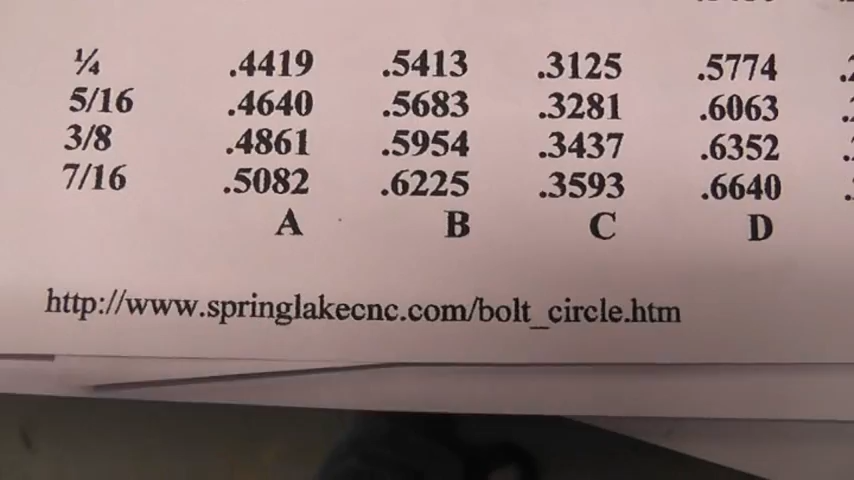 ¼ .4419 .5413 .3125 .5774
5/16 .4640 .5683 .3281 .6063
3/8 .4861 .5954 .3437 .6352
7/16 .5082 .6225 .3593 .6640
A B C D
http://www.springlakecnc.com/bolt_circle.htm